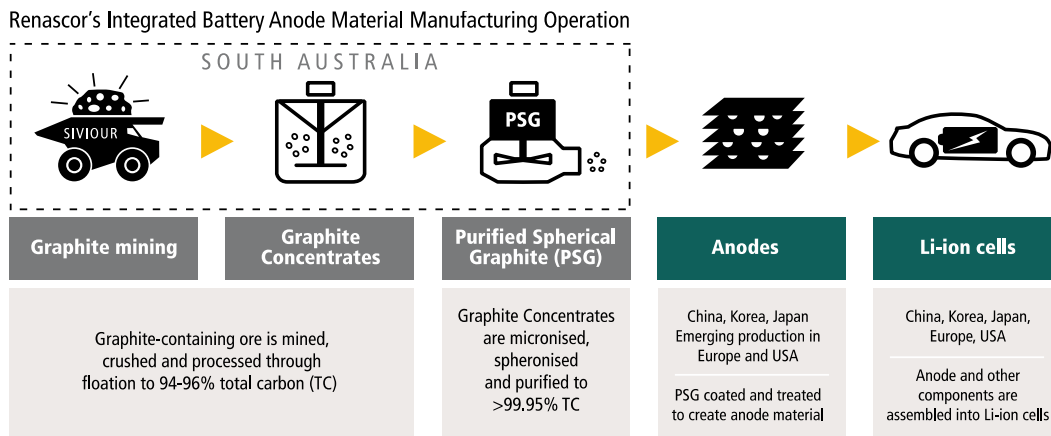 Renascor's Integrated Battery Anode Material Manufacturing Operation
SOUTH AUSTRALIA
SIVIOUR
PSG
Graphite mining
Graphite
Concentrates
Purified Spherical
Graphite (PSG)
Anodes
Li-ion cells
Graphite-containing ore is mined,
crushed and processed through
floation to 94-96% total carbon (TC)
Graphite Concentrates
are micronised,
spheronised
and purified to
>99.95% TC
China, Korea, Japan
Emerging production in
Europe and USA
PSG coated and treated
to create anode material
China, Korea, Japan,
Europe, USA
Anode and other
components are
assembled into Li-ion cells